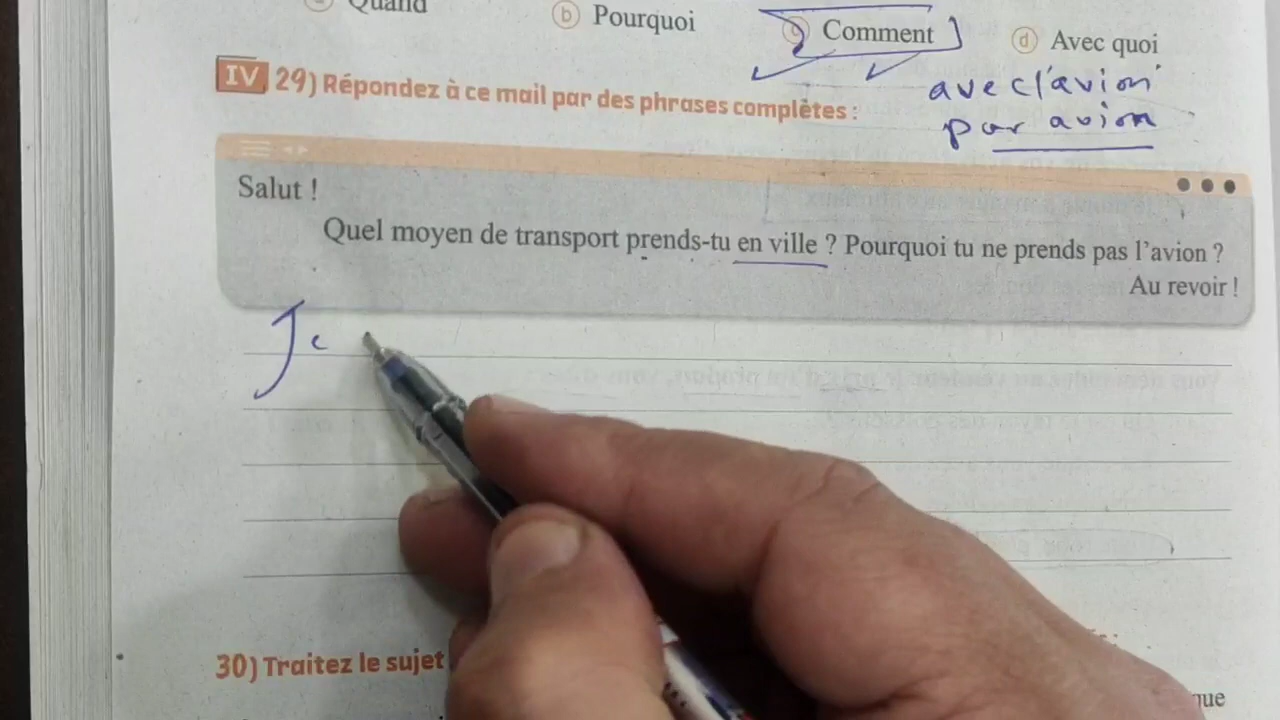 Quand
b Pourquoi
c Comment
d Avec quoi
avec l'avion
par avion
IV 29) Répondez à ce mail par des phrases complètes :
Salut !
Quel moyen de transport prends-tu en ville ? Pourquoi tu ne prends pas l'avion ?
Au revoir !
Je
30) Traitez le sujet
que